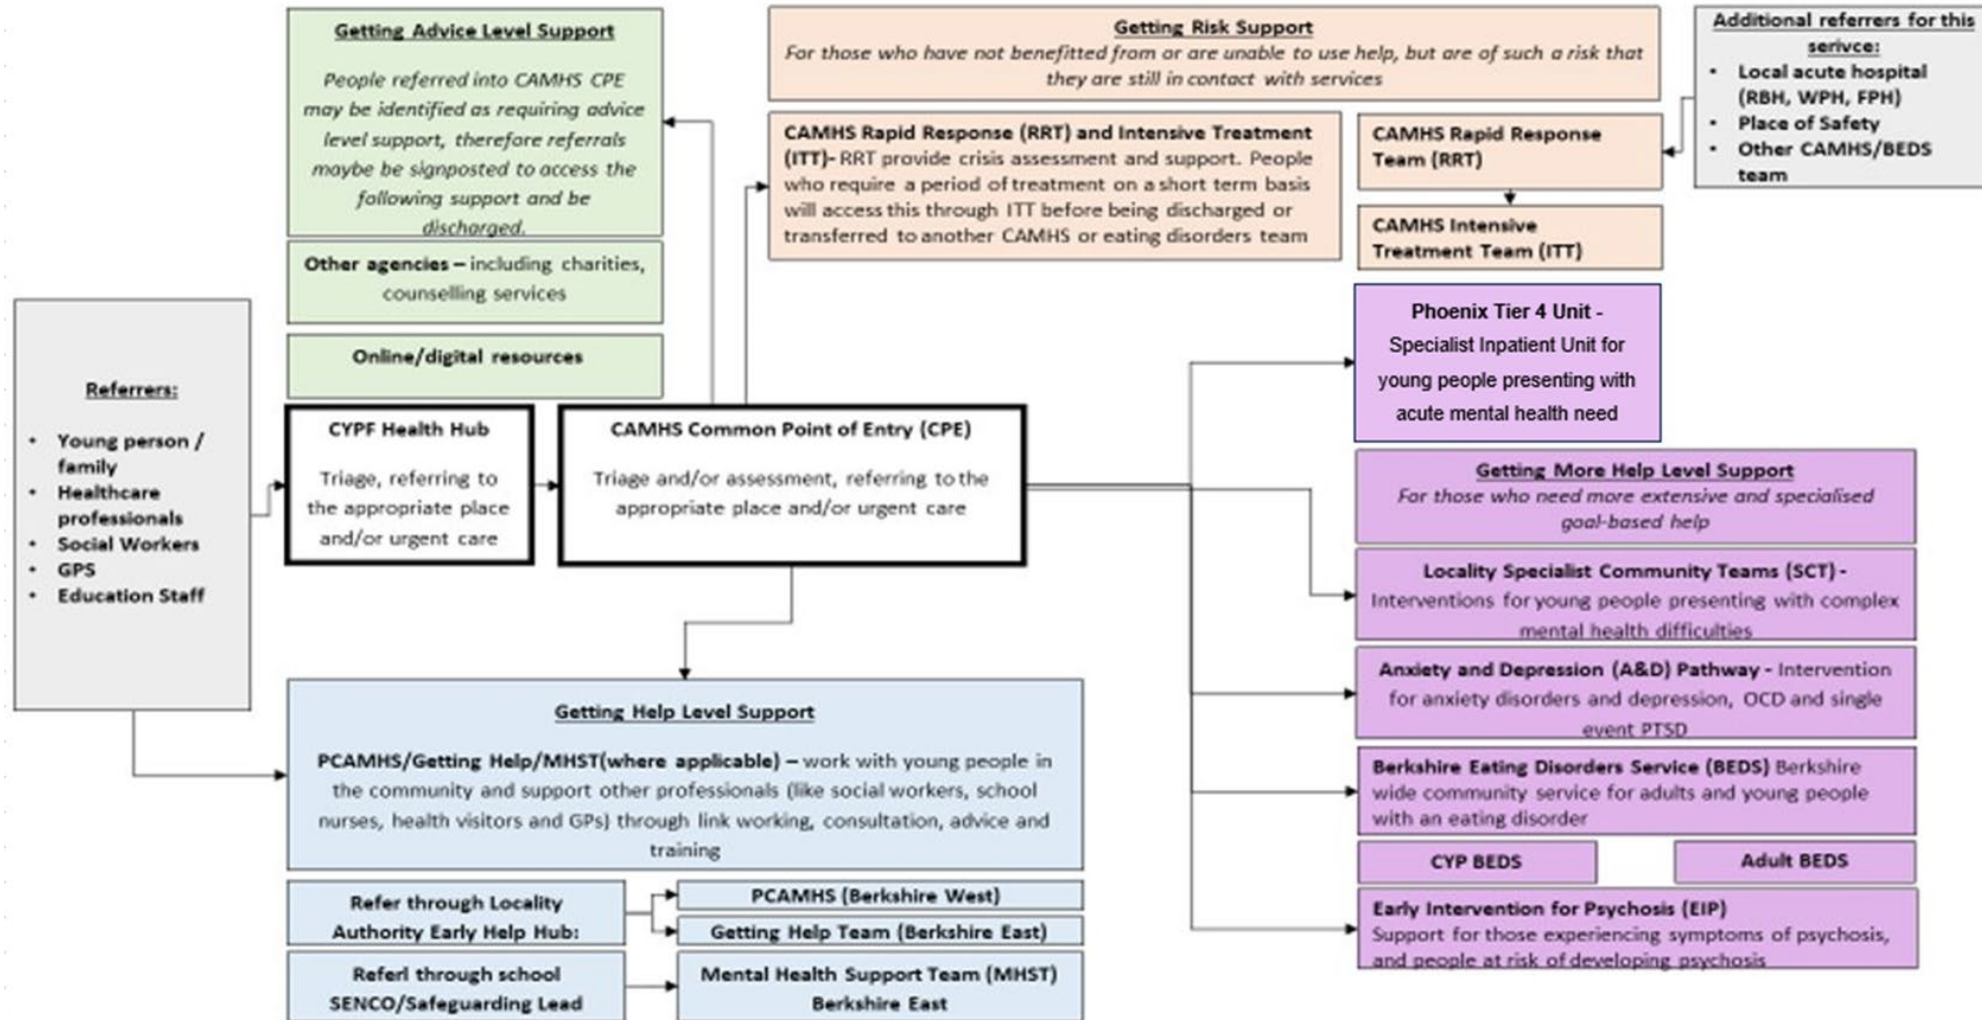 Getting Advice Level Support
People referred into CAMHS CPE
may be identified as requiring advice
level support, therefore referrals
maybe be signposted to access the
following support and be
discharged.
Other agencies – including charities,
counselling services
Online/digital resources
Getting Risk Support
For those who have not benefitted from or are unable to use help, but are of such a risk that
they are still in contact with services
CAMHS Rapid Response (RRT) and Intensive Treatment
(ITT)- RRT provide crisis assessment and support. People
who require a period of treatment on a short term basis
will access this through ITT before being discharged or
transferred to another CAMHS or eating disorders team
CAMHS Rapid Response
Team (RRT)
CAMHS Intensive
Treatment Team (ITT)
Additional referrers for this
serivce:
• Local acute hospital
(RBH, WPH, FPH)
• Place of Safety
• Other CAMHS/BEDS
team
Referrers:
• Young person /
family
• Healthcare
professionals
• Social Workers
• GPS
• Education Staff
CYPF Health Hub
Triage, referring to
the appropriate place
and/or urgent care
CAMHS Common Point of Entry (CPE)
Triage and/or assessment, referring to the
appropriate place and/or urgent care
Phoenix Tier 4 Unit -
Specialist Inpatient Unit for
young people presenting with
acute mental health need
Getting More Help Level Support
For those who need more extensive and specialised
goal-based help
Locality Specialist Community Teams (SCT) -
Interventions for young people presenting with complex
mental health difficulties
Anxiety and Depression (A&D) Pathway - Intervention
for anxiety disorders and depression, OCD and single
event PTSD
Berkshire Eating Disorders Service (BEDS) Berkshire
wide community service for adults and young people
with an eating disorder
CYP BEDS
Adult BEDS
Early Intervention for Psychosis (EIP)
Support for those experiencing symptoms of psychosis,
and people at risk of developing psychosis
Getting Help Level Support
PCAMHS/Getting Help/MHST(where applicable) – work with young people in
the community and support other professionals (like social workers, school
nurses, health visitors and GPs) through link working, consultation, advice and
training
Refer through Locality
Authority Early Help Hub:
PCAMHS (Berkshire West)
Getting Help Team (Berkshire East)
Referl through school
SENCO/Safeguarding Lead
Mental Health Support Team (MHST)
Berkshire East